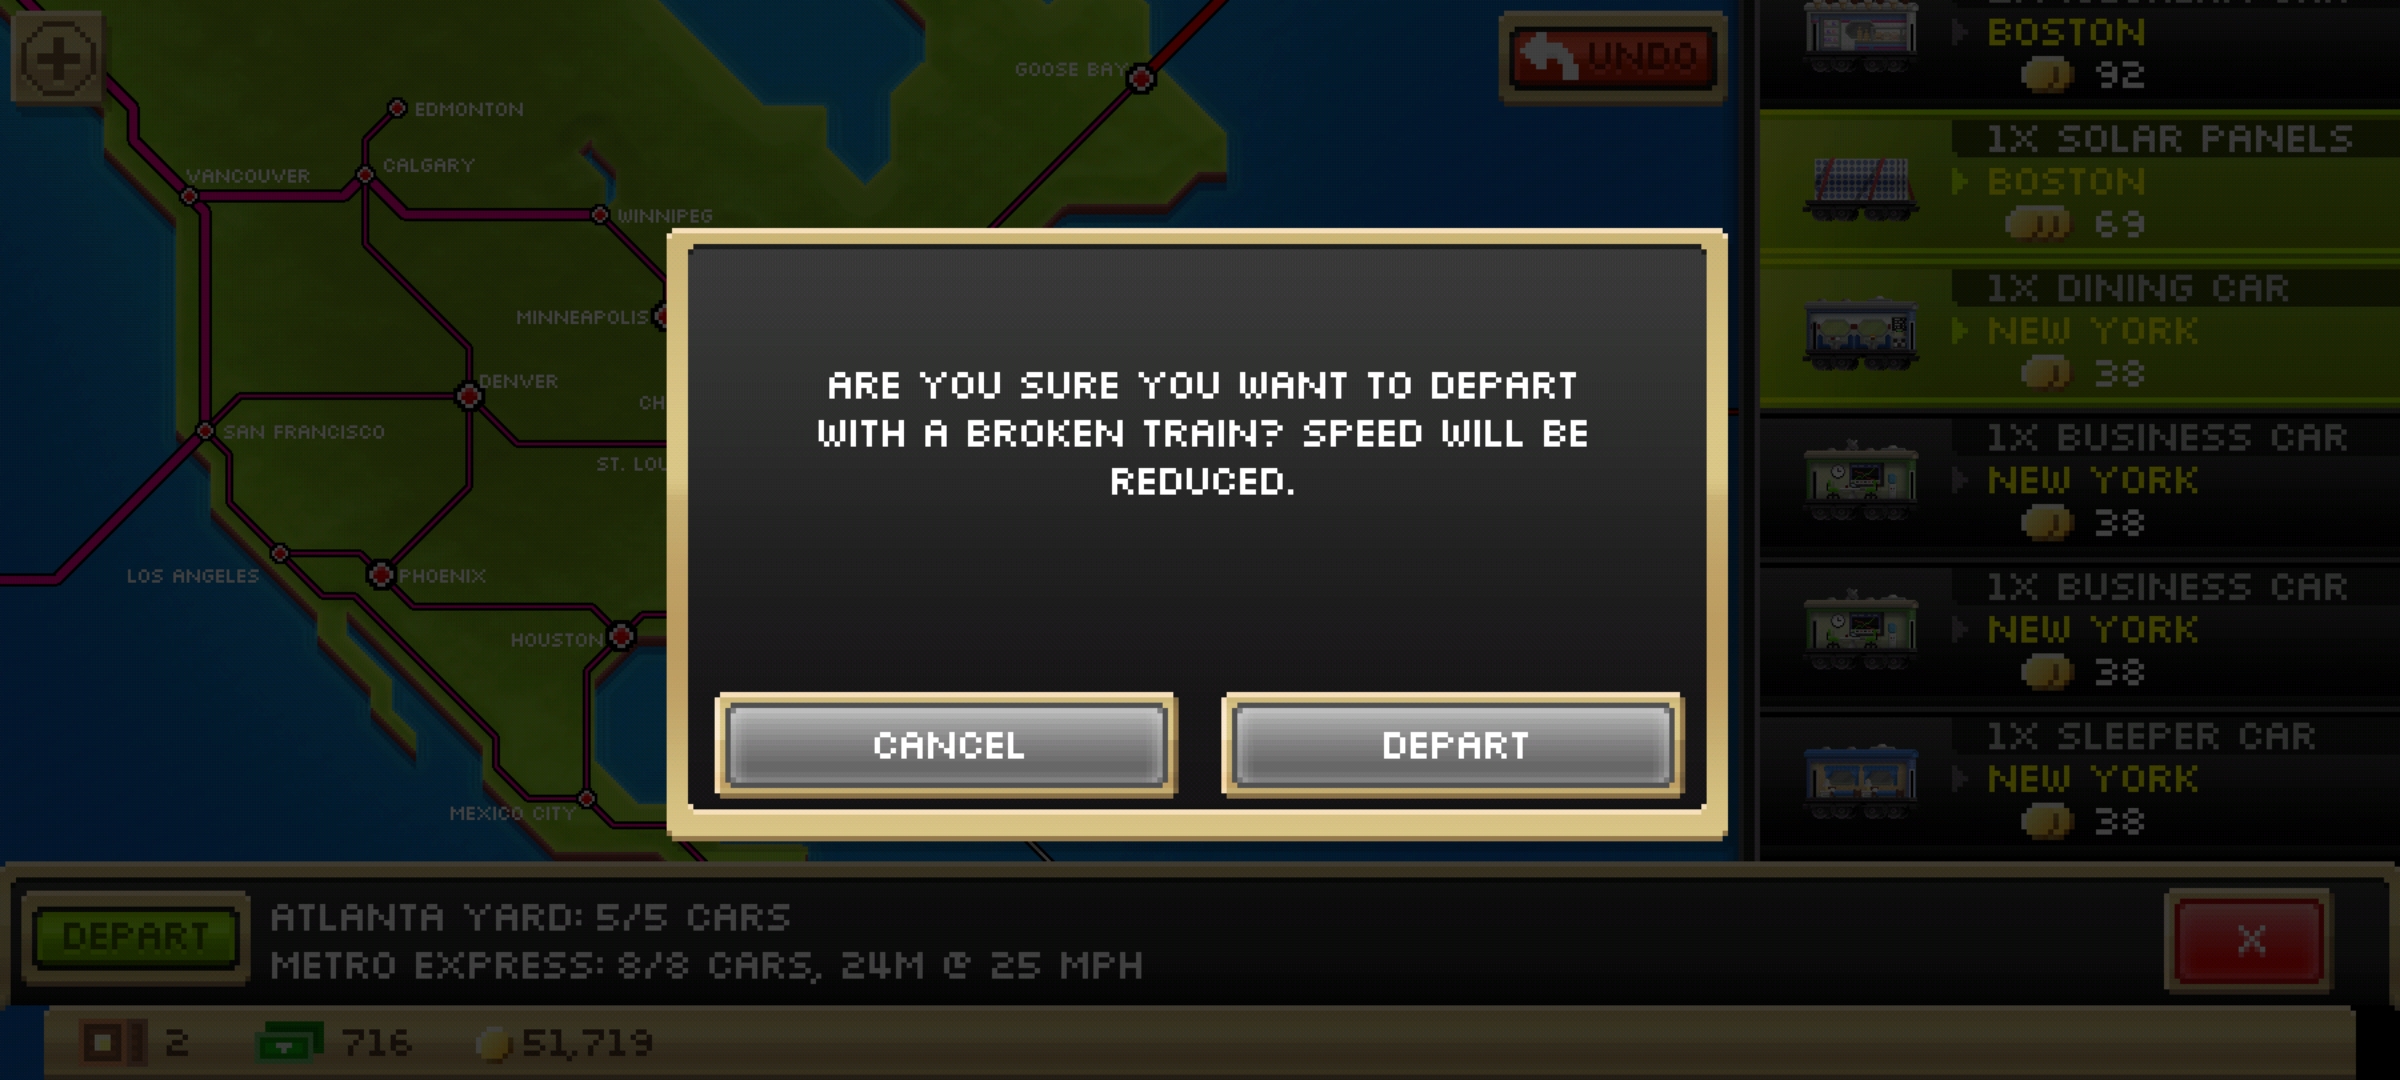 BOSTON
92
UNDO
GOOSE BAY
EDMONTON
CALGARY
VANCOUVER
WINNIPEG
1X SOLAR PANELS
BOSTON
69
1X DINING CAR
NEW YORK
38
MINNEAPOLIS
DENVER
CH
SAN FRANCISCO
ST. LOU
ARE YOU SURE YOU WANT TO DEPART
WITH A BROKEN TRAIN? SPEED WILL BE
REDUCED.
1X BUSINESS CAR
NEW YORK
38
LOS ANGELES
PHOENIX
HOUSTON
1X BUSINESS CAR
NEW YORK
38
CANCEL
DEPART
1X SLEEPER CAR
NEW YORK
38
MEXICO CITY
DEPART
ATLANTA YARD: 5/5 CARS
METRO EXPRESS: 8/8 CARS, 24M @ 25 MPH
X
2
716
51,719